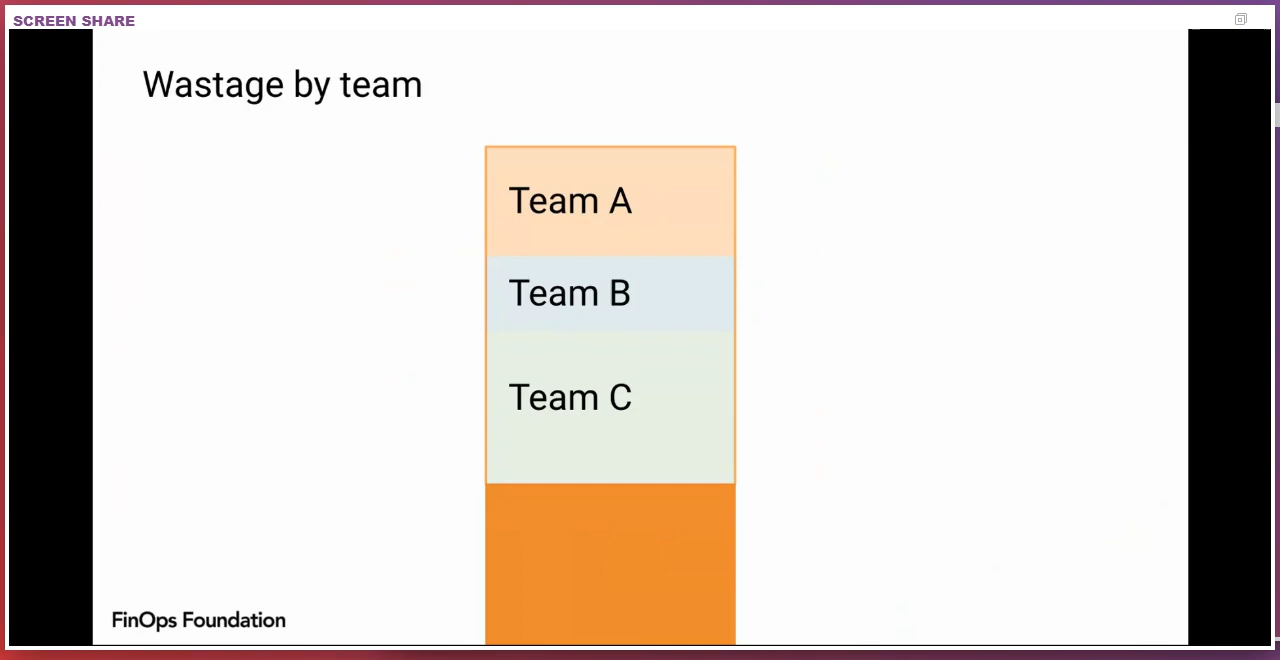 SCREEN SHARE
Wastage by team
Team A
Team B
Team C
FinOps Foundation